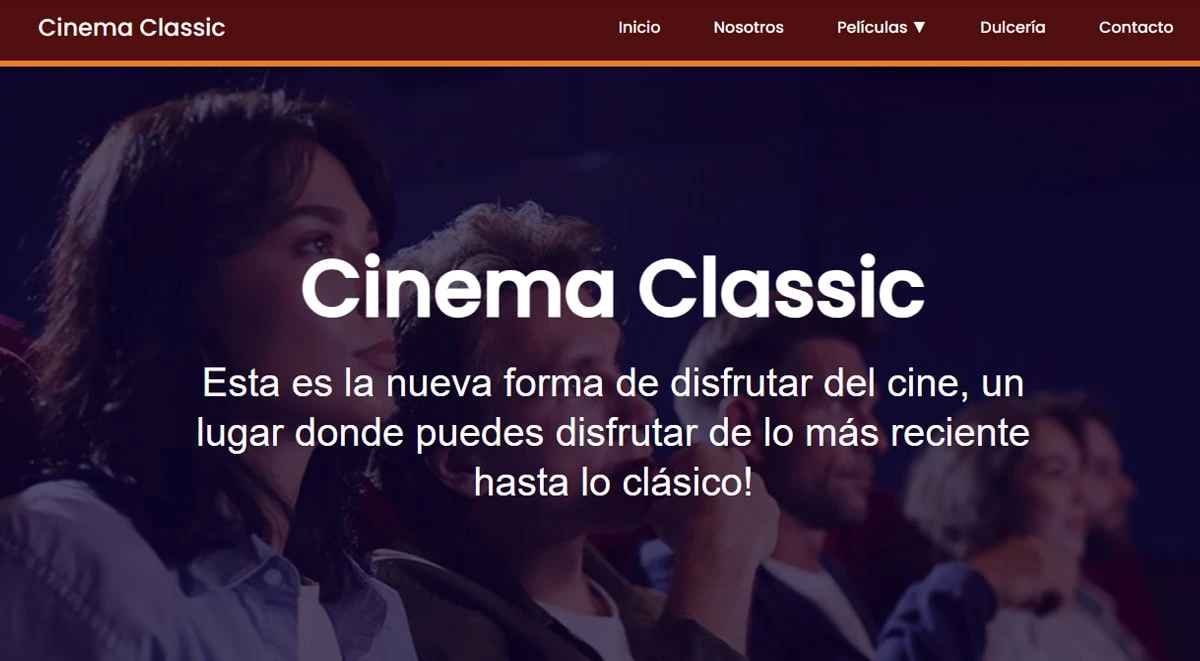 Cinema Classic
Inicio Nosotros Películas ▼ Dulcería Contacto
Cinema Classic
Esta es la nueva forma de disfrutar del cine, un
lugar donde puedes disfrutar de lo más reciente
hasta lo clásico!